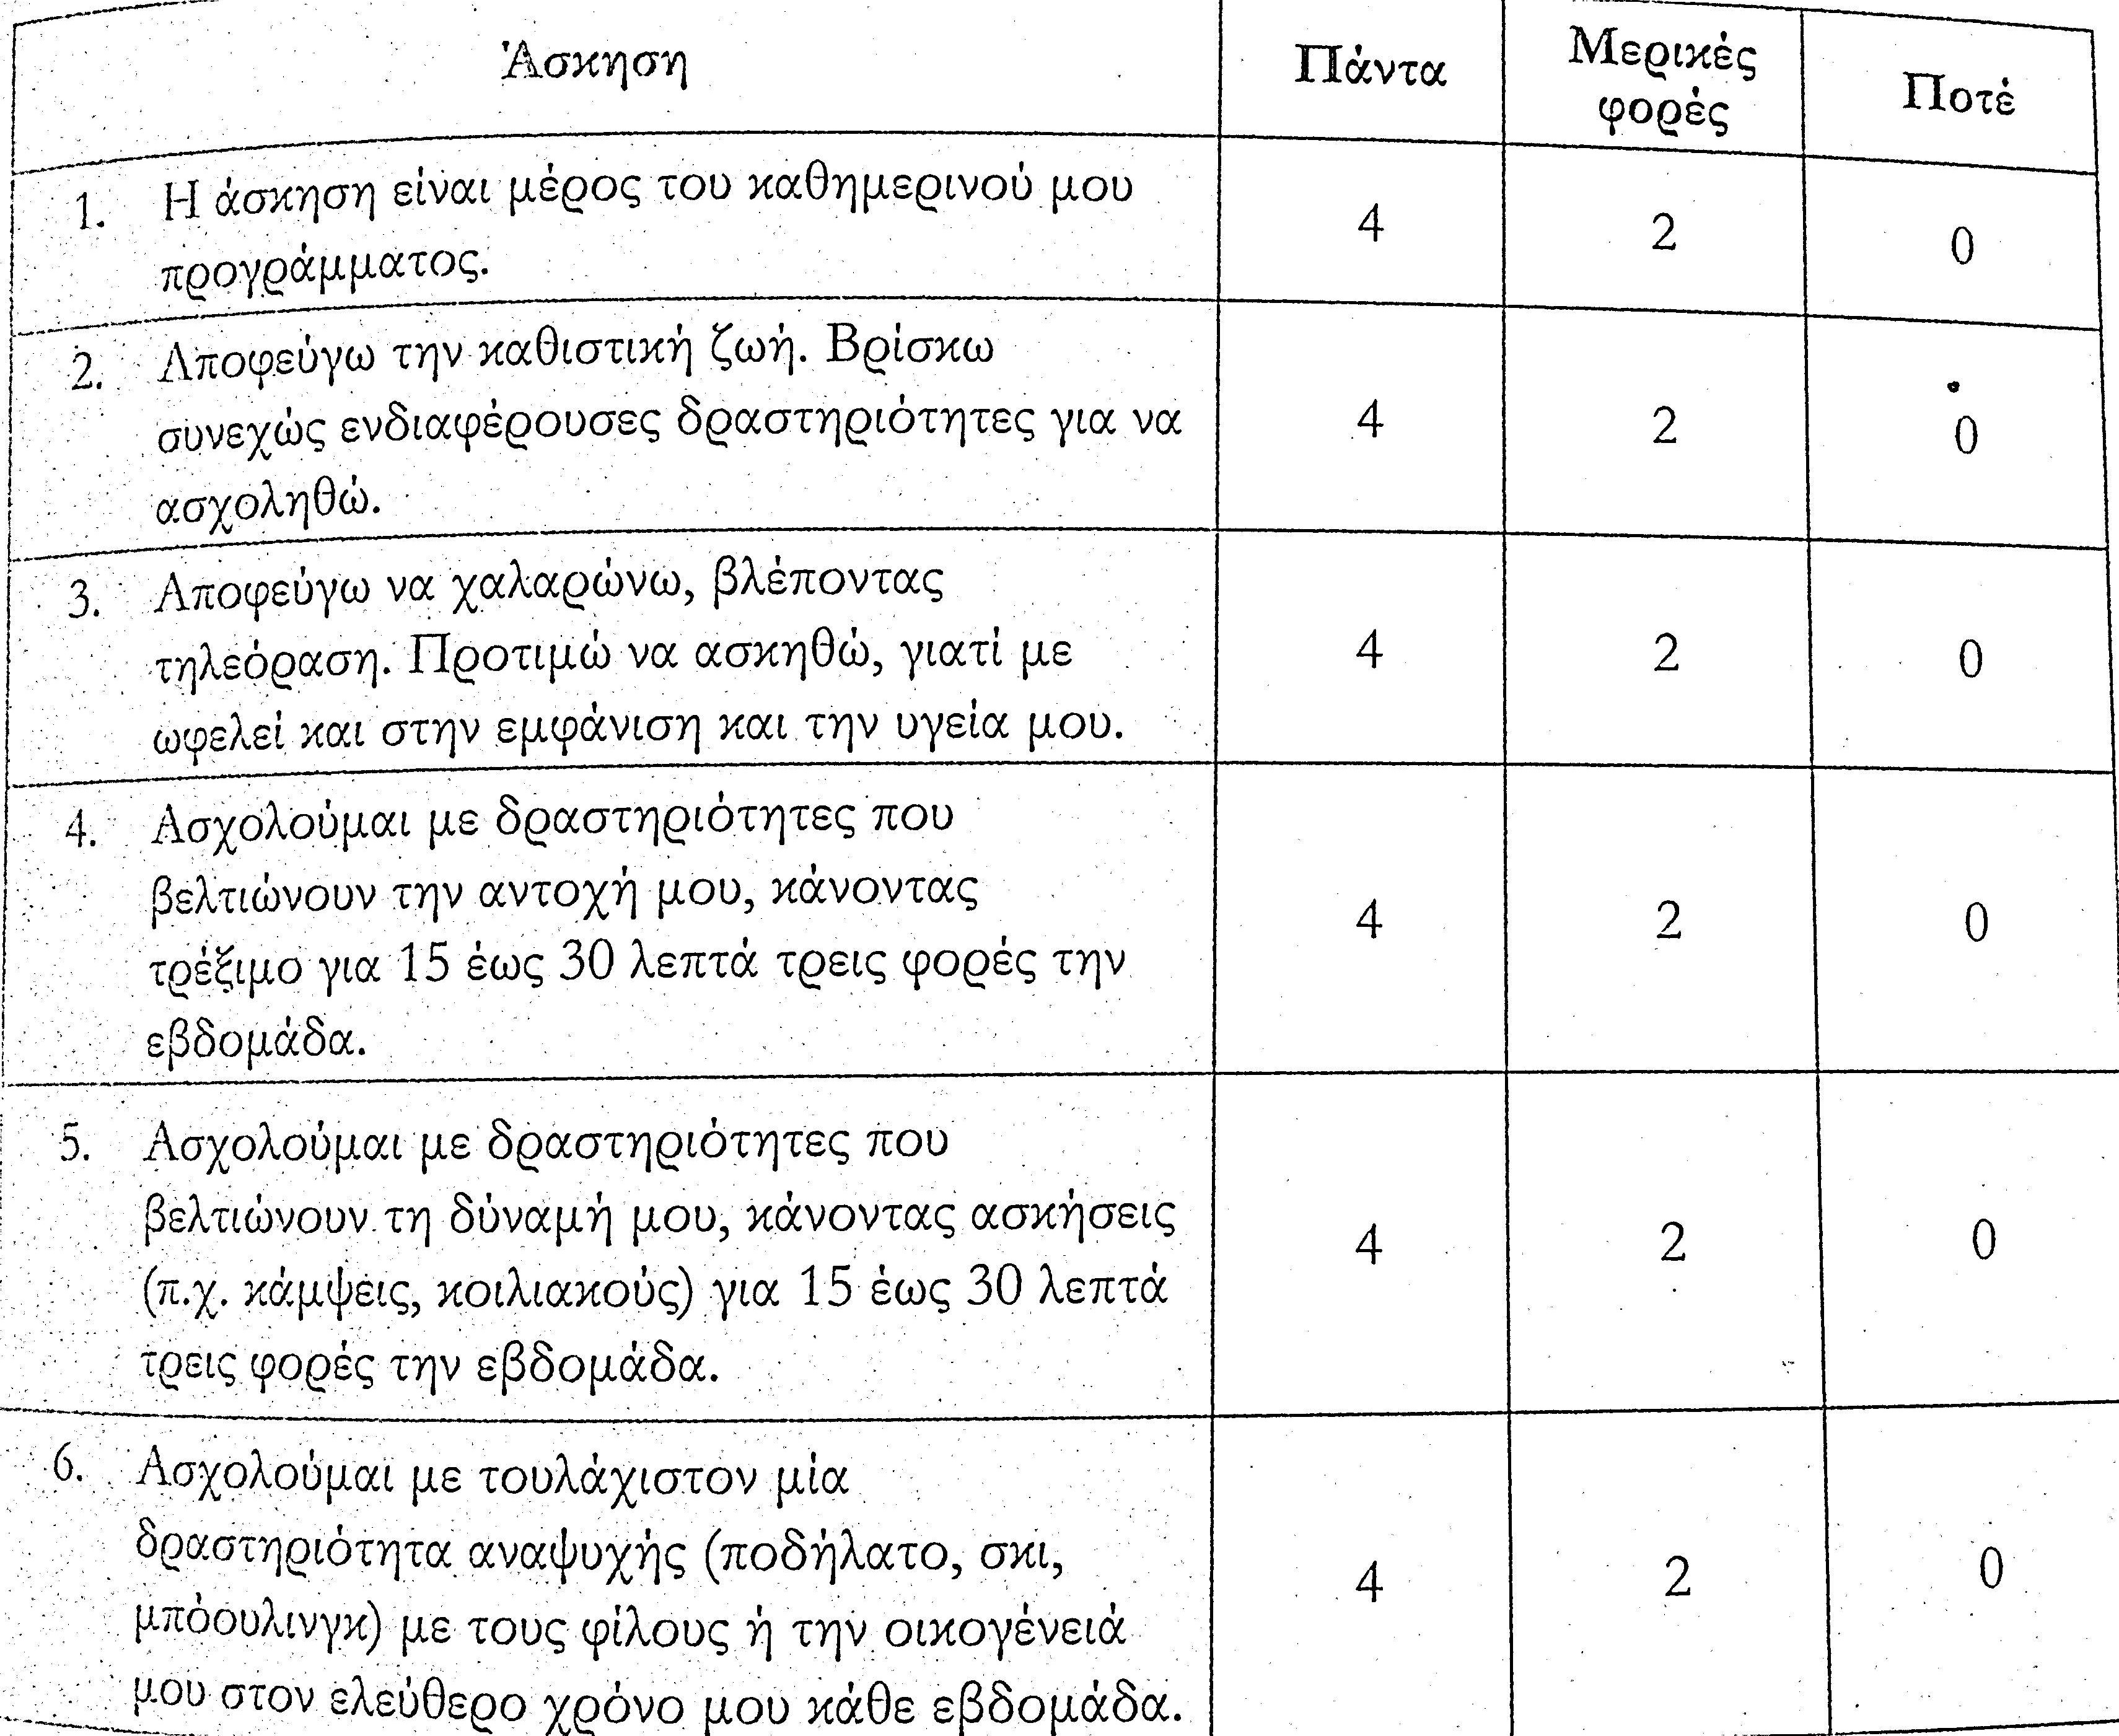 Άσκηση Πάντα Μερικές φορές Ποτέ
1. Η άσκηση είναι μέρος του καθημερινού μου
προγράμματος. 4 2 0
2. Αποφεύγω την καθιστική ζωή. Βρίσκω
συνεχώς ενδιαφέρουσες δραστηριότητες για να
ασχοληθώ. 4 2 0
3. Αποφεύγω να χαλαρώνω, βλέποντας
τηλεόραση. Προτιμώ να ασκηθώ, γιατί με
ωφελεί και στην εμφάνιση και την υγεία μου. 4 2 0
4. Ασχολούμαι με δραστηριότητες που
βελτιώνουν την αντοχή μου, κάνοντας
τρέξιμο για 15 έως 30 λεπτά τρεις φορές την
εβδομάδα. 4 2 0
5. Ασχολούμαι με δραστηριότητες που
βελτιώνουν τη δύναμή μου, κάνοντας ασκήσεις
(π.χ. κάμψεις, κοιλιακούς) για 15 έως 30 λεπτά
τρεις φορές την εβδομάδα. 4 2 0
6. Ασχολούμαι με τουλάχιστον μία
δραστηριότητα αναψυχής (ποδήλατο, σκι,
μπόουλινγκ) με τους φίλους ή την οικογένειά
μου στον ελεύθερο χρόνο μου κάθε εβδομάδα. 4 2 0